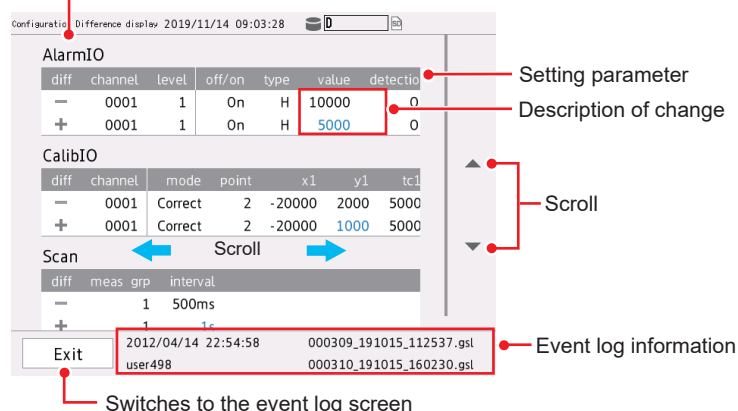 Configuration Difference display 2019/11/14 09:03:28 D SD
AlarmIO
diff channel level off/on type value detectio
− 0001 1 On H 10000 0
+ 0001 1 On H 5000 0
Setting parameter
Description of change
CalibIO
diff channel mode point x1 y1 tc1
− 0001 Correct 2 -20000 2000 5000
+ 0001 Correct 2 -20000 1000 5000
Scroll
Scroll
Scan
diff meas grp interval
− 1 500ms
+ 1 1s
Exit
2012/04/14 22:54:58 000309_191015_112537.gsl
user498 000310_191015_160230.gsl
Event log information
Switches to the event log screen